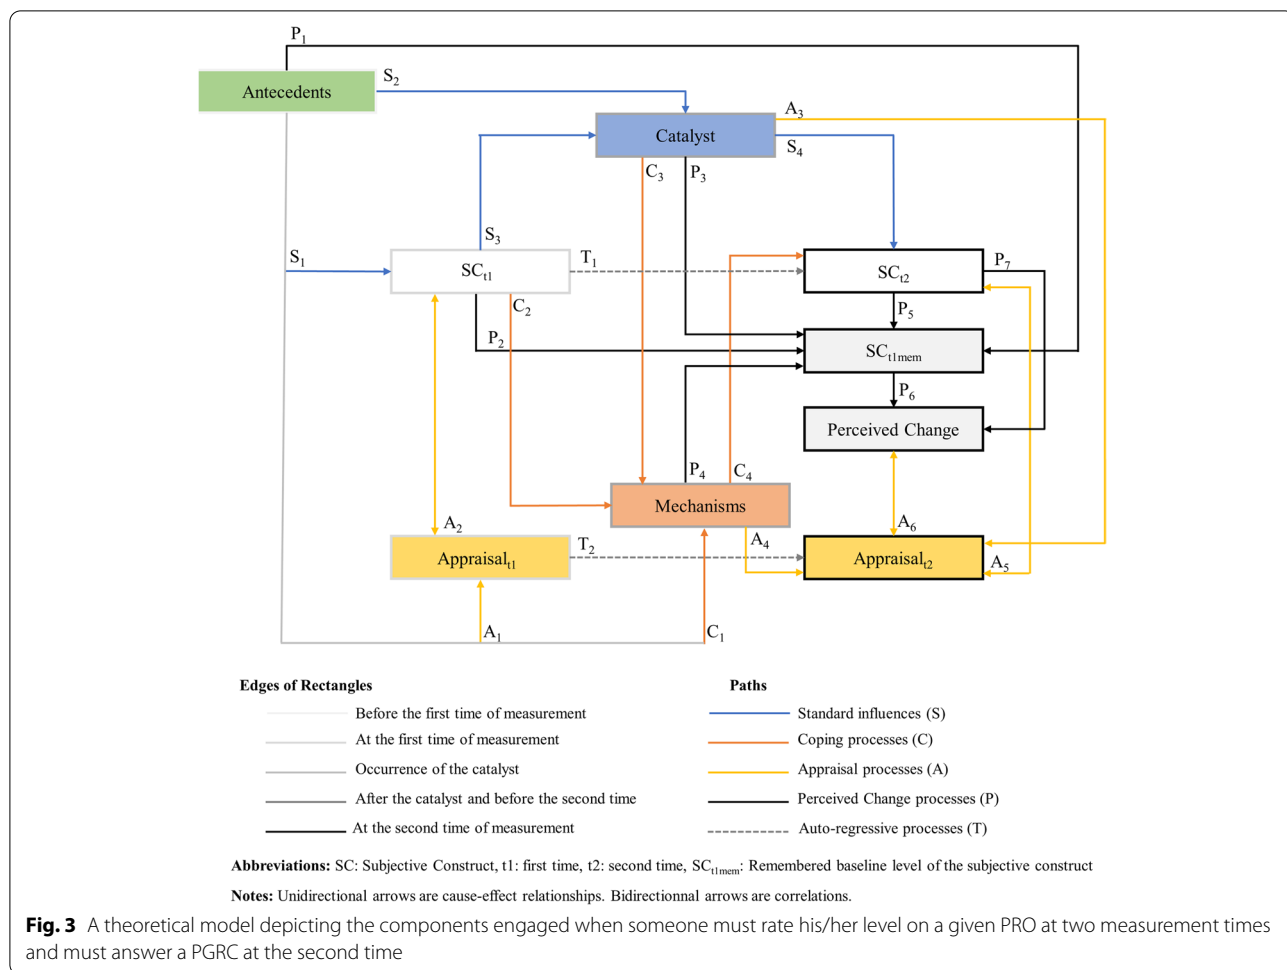 P1
Antecedents
S2
A3
Catalyst
S4
C3
P3
S1
S3
SCt1
T1
SCt2
P7
C2
P5
P2
SCt1mem
P6
Perceived Change
P4
C4
Mechanisms
A2
A4
A6
Appraisalt1
T2
Appraisalt2
A5
A1
C1
Edges of Rectangles
Before the first time of measurement
At the first time of measurement
Occurrence of the catalyst
After the catalyst and before the second time
At the second time of measurement
Paths
Standard influences (S)
Coping processes (C)
Appraisal processes (A)
Perceived Change processes (P)
Auto-regressive processes (T)
Abbreviations: SC: Subjective Construct, t1: first time, t2: second time, SCt1mem: Remembered baseline level of the subjective construct
Notes: Unidirectional arrows are cause-effect relationships. Bidirectionnal arrows are correlations.
Fig. 3 A theoretical model depicting the components engaged when someone must rate his/her level on a given PRO at two measurement times
and must answer a PGRC at the second time